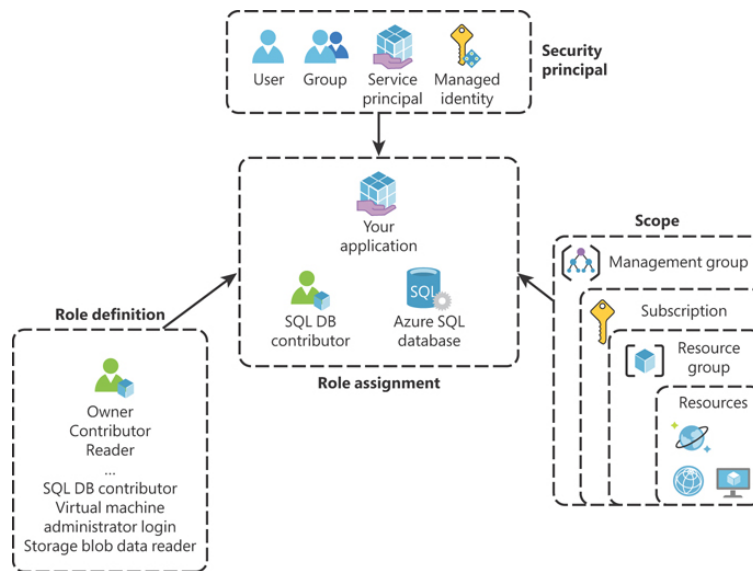 User
Group
Service
principal
Managed
identity
Security
principal
Your
application
SQL DB
contributor
SQL
Azure SQL
database
Role assignment
Role definition
Owner
Contributor
Reader
...
SQL DB contributor
Virtual machine
administrator login
Storage blob data reader
Scope
Management group
Subscription
Resource
group
Resources